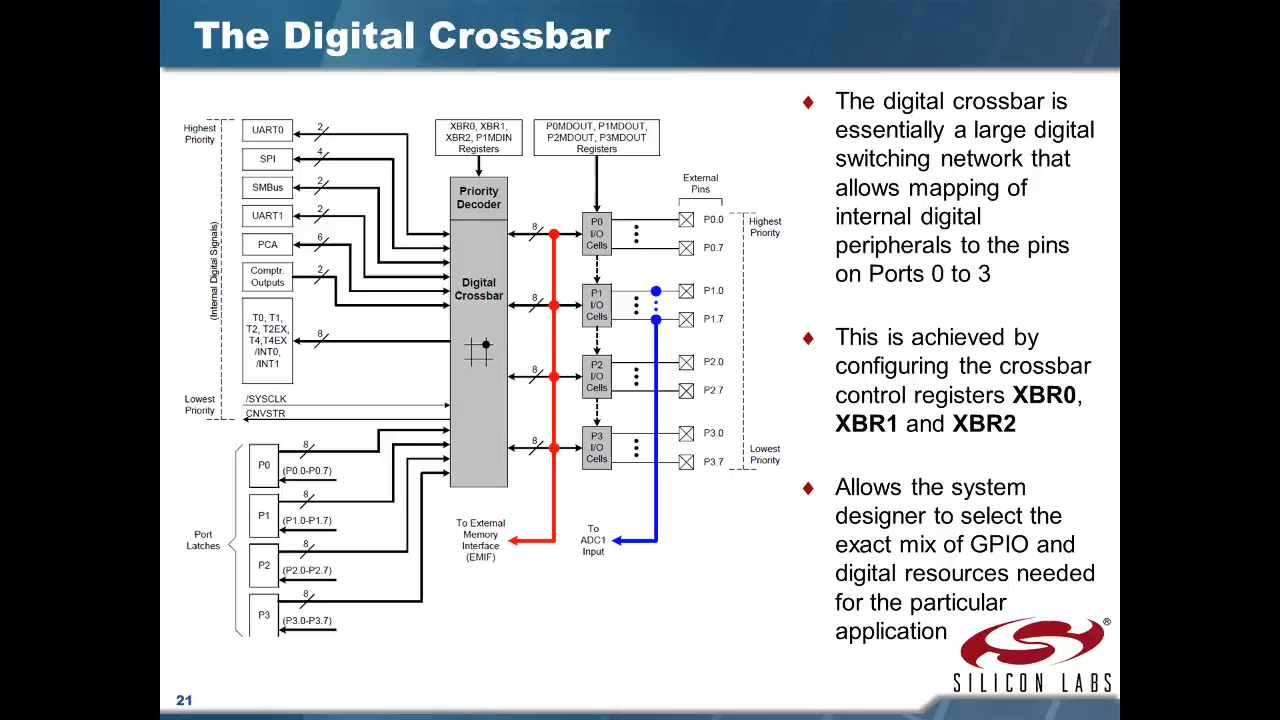 The Digital Crossbar
Highest
Priority
UART0
2
SPI
4
SMBus
2
UART1
2
PCA
6
Comptr.
Outputs
2
T0, T1,
T2, T2EX,
T4,T4EX
/INT0,
/INT1
8
(Internal Digital Signals)
Lowest
Priority
/SYSCLK
CNVSTR
Port
Latches
P0
8
(P0.0-P0.7)
P1
8
(P1.0-P1.7)
P2
8
(P2.0-P2.7)
P3
8
(P3.0-P3.7)
XBR0, XBR1,
XBR2, P1MDIN
Registers
P0MDOUT, P1MDOUT,
P2MDOUT, P3MDOUT
Registers
Priority
Decoder
Digital
Crossbar
8
8
8
8
P0
I/O
Cells
P1
I/O
Cells
P2
I/O
Cells
P3
I/O
Cells
External
Pins
P0.0
P0.7
P1.0
P1.7
P2.0
P2.7
P3.0
P3.7
Highest
Priority
Lowest
Priority
To External
Memory
Interface
(EMIF)
To
ADC1
Input
♦ The digital crossbar is
essentially a large digital
switching network that
allows mapping of
internal digital
peripherals to the pins
on Ports 0 to 3
♦ This is achieved by
configuring the crossbar
control registers XBR0,
XBR1 and XBR2
♦ Allows the system
designer to select the
exact mix of GPIO and
digital resources needed
for the particular
application
®
SILICON LABS
21